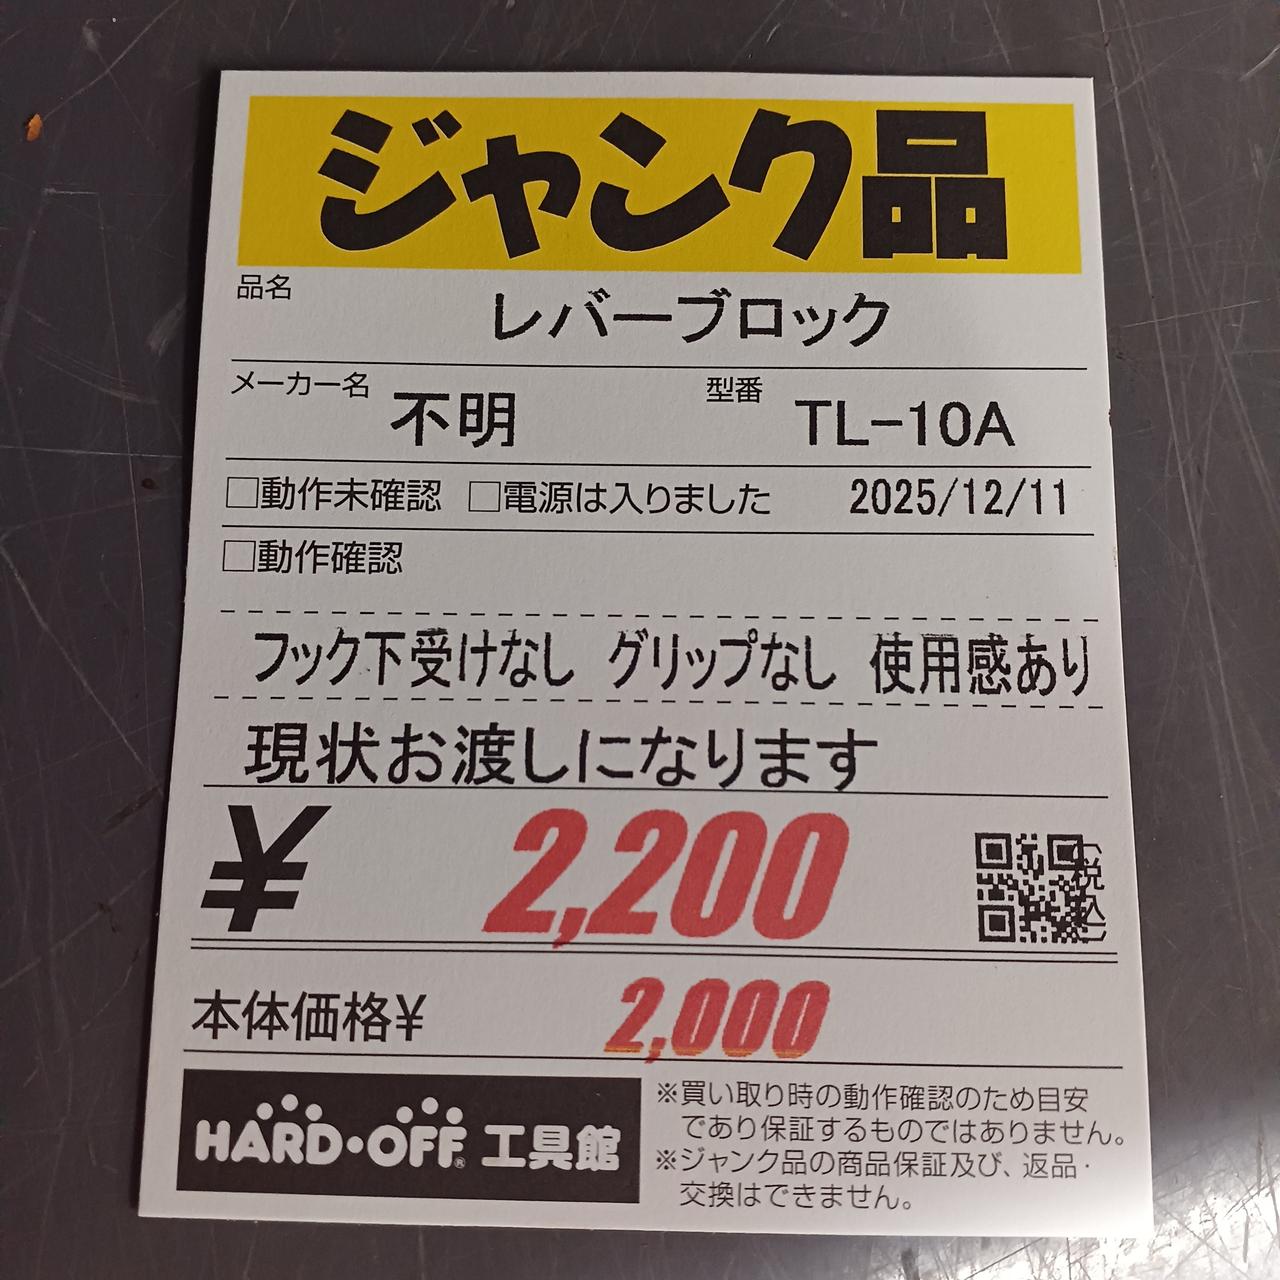 ジャンク品
品名 レバーブロック
メーカー名 不明 型番 TL-10A
□動作未確認 □電源は入りました 2025/12/11
□動作確認
フック下受けなし グリップなし 使用感あり
現状お渡しになります
¥ 2,200 (税込)
本体価格¥ 2,000
HARD・OFF® 工具館
※買い取り時の動作確認のため目安
であり保証するものではありません。
※ジャンク品の商品保証及び、返品・
交換はできません。